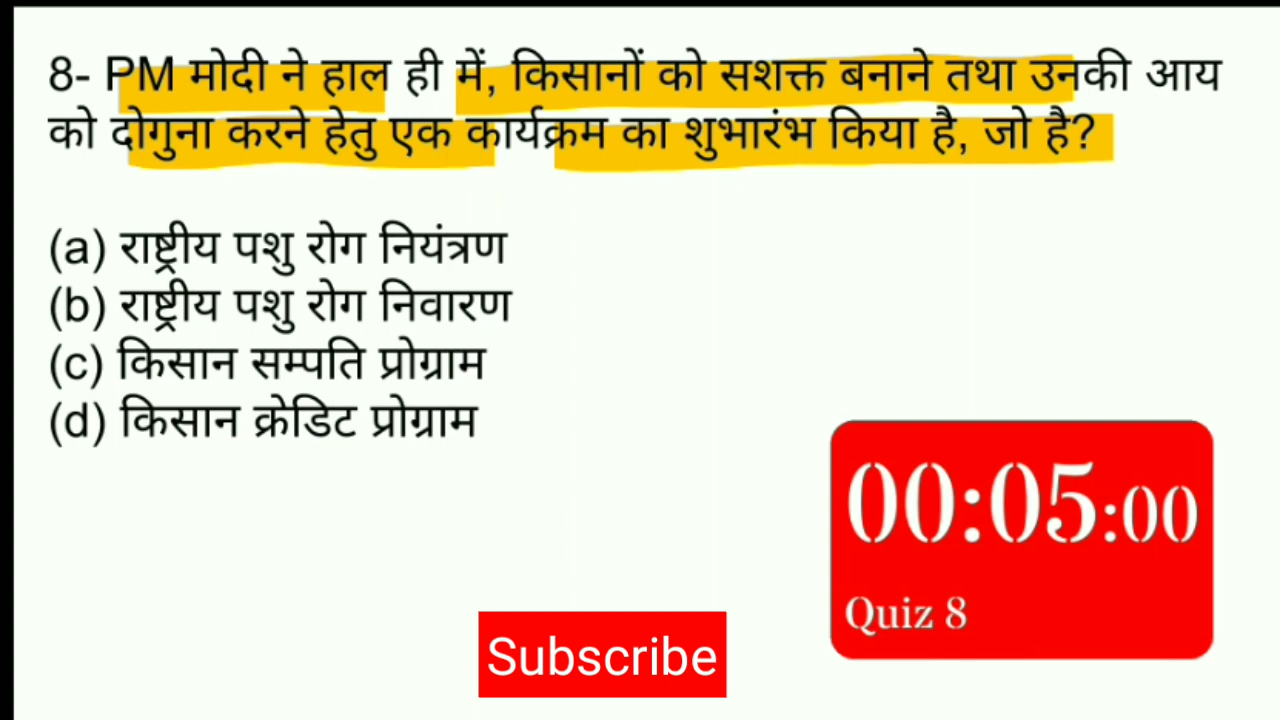 8- PM मोदी ने हाल ही में, किसानों को सशक्त बनाने तथा उनकी आय
को दोगुना करने हेतु एक कार्यक्रम का शुभारंभ किया है, जो है?
(a) राष्ट्रीय पशु रोग नियंत्रण
(b) राष्ट्रीय पशु रोग निवारण
(c) किसान सम्पति प्रोग्राम
(d) किसान क्रेडिट प्रोग्राम
00:05:00
Quiz 8
Subscribe